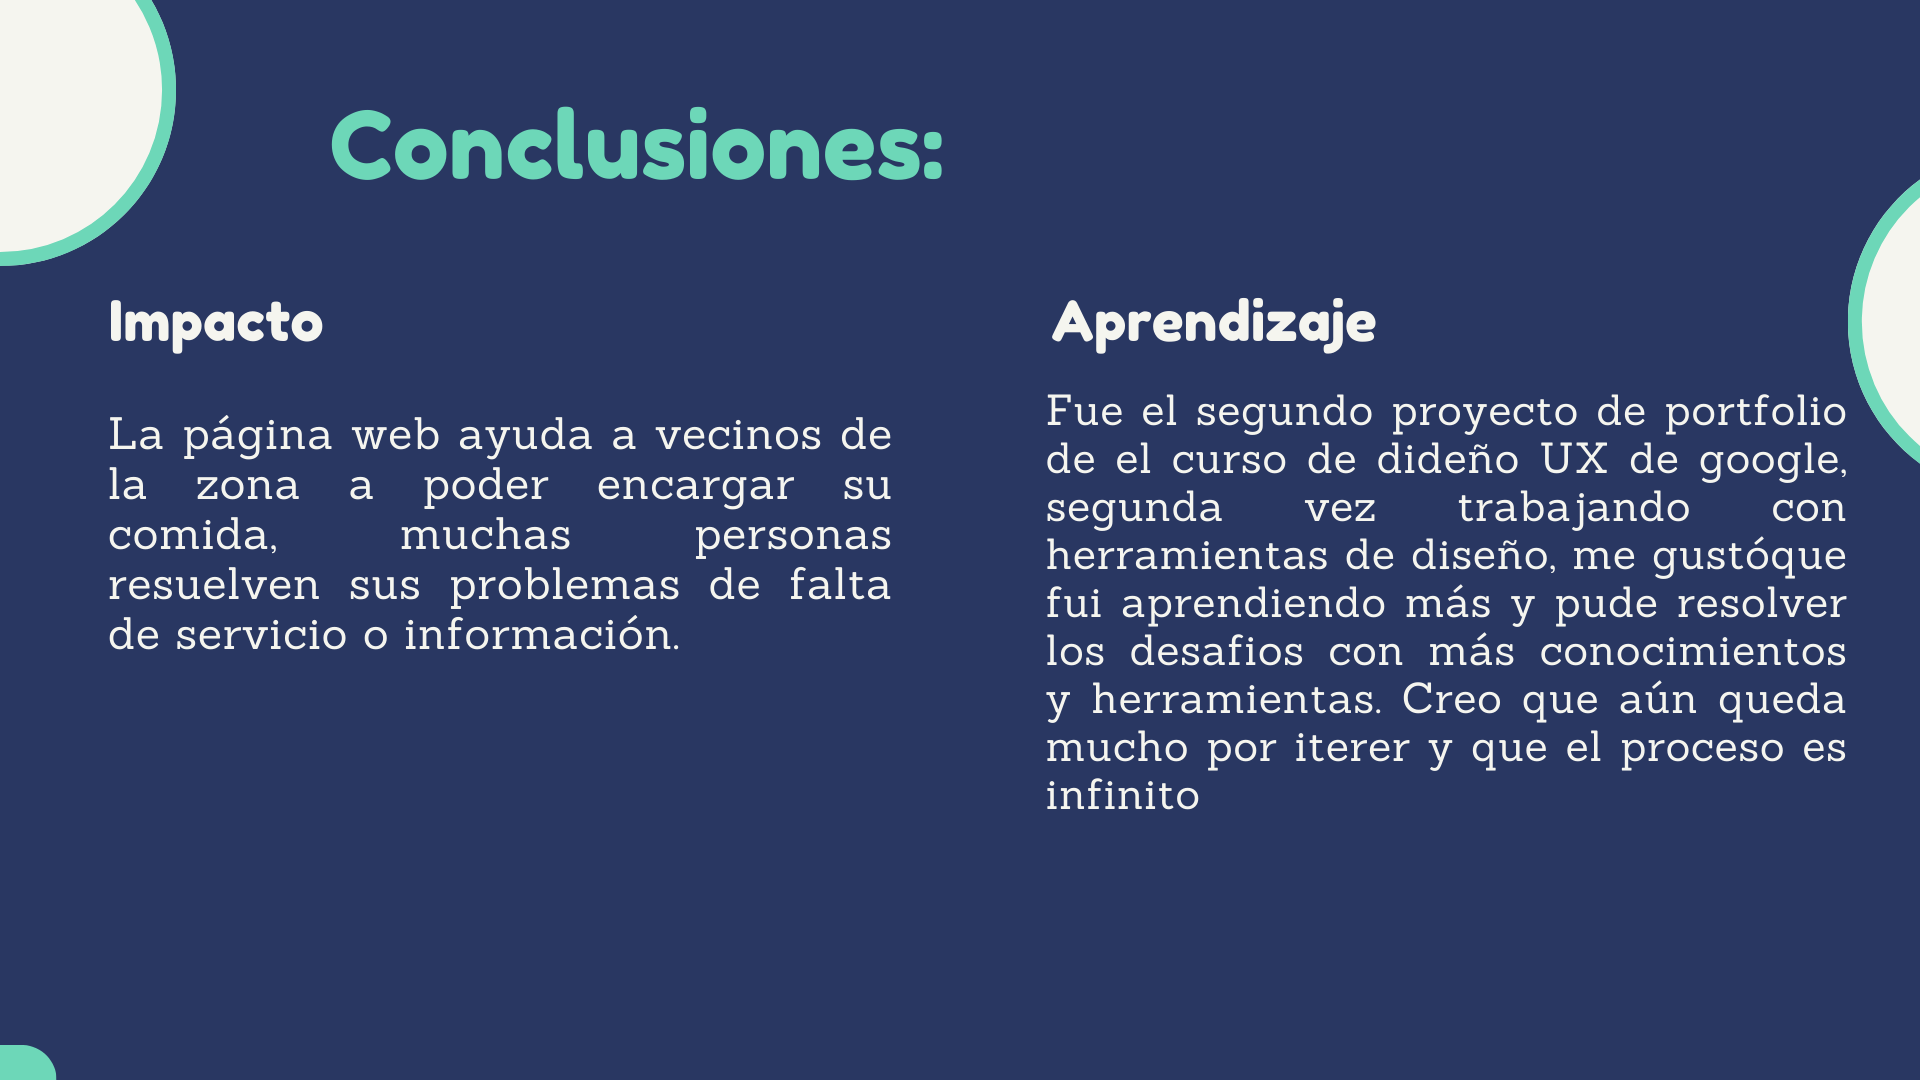 Conclusiones:
Impacto
La página web ayuda a vecinos de
la zona a poder encargar su
comida, muchas personas
resuelven sus problemas de falta
de servicio o información.
Aprendizaje
Fue el segundo proyecto de portfolio
de el curso de dideño UX de google,
segunda vez trabajando con
herramientas de diseño, me gustóque
fui aprendiendo más y pude resolver
los desafios con más conocimientos
y herramientas. Creo que aún queda
mucho por iterer y que el proceso es
infinito